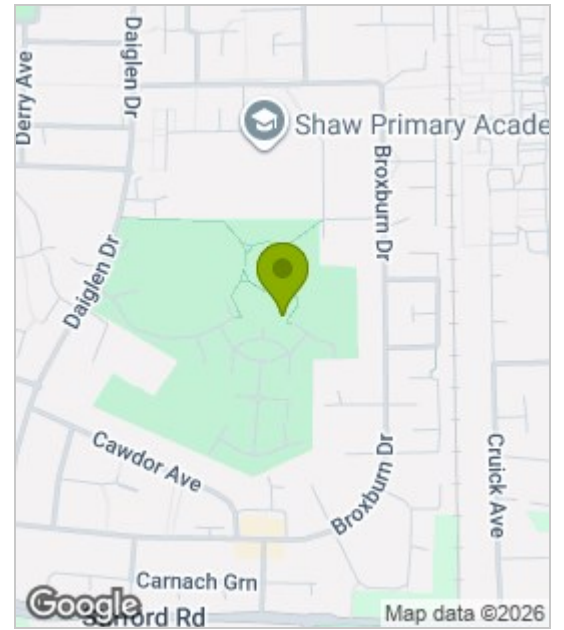 Daiglen Dr
Derry Ave
Shaw Primary Acade
Broxburn Dr
Daiglen Dr
Cawdor Ave
Broxburn Dr
Cruick Ave
Carnach Grn
Google
Rd
Map data ©2026